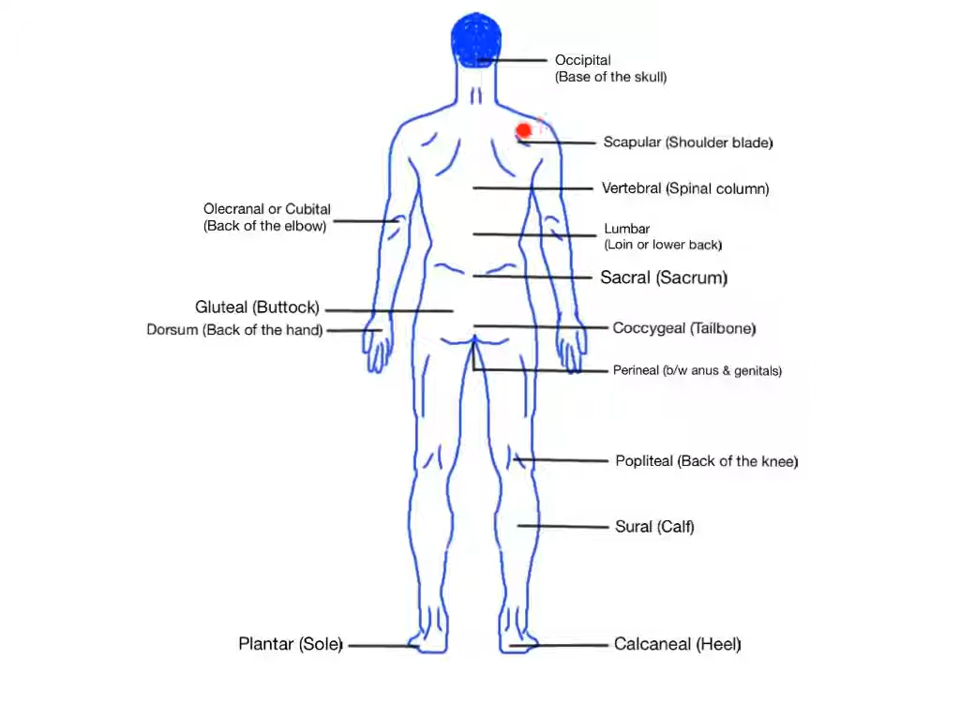 Occipital
(Base of the skull)
Scapular (Shoulder blade)
Vertebral (Spinal column)
Olecranal or Cubital
(Back of the elbow)
Lumbar
(Loin or lower back)
Sacral (Sacrum)
Gluteal (Buttock)
Dorsum (Back of the hand)
Coccygeal (Tailbone)
Perineal (b/w anus & genitals)
Popliteal (Back of the knee)
Sural (Calf)
Plantar (Sole)
Calcaneal (Heel)